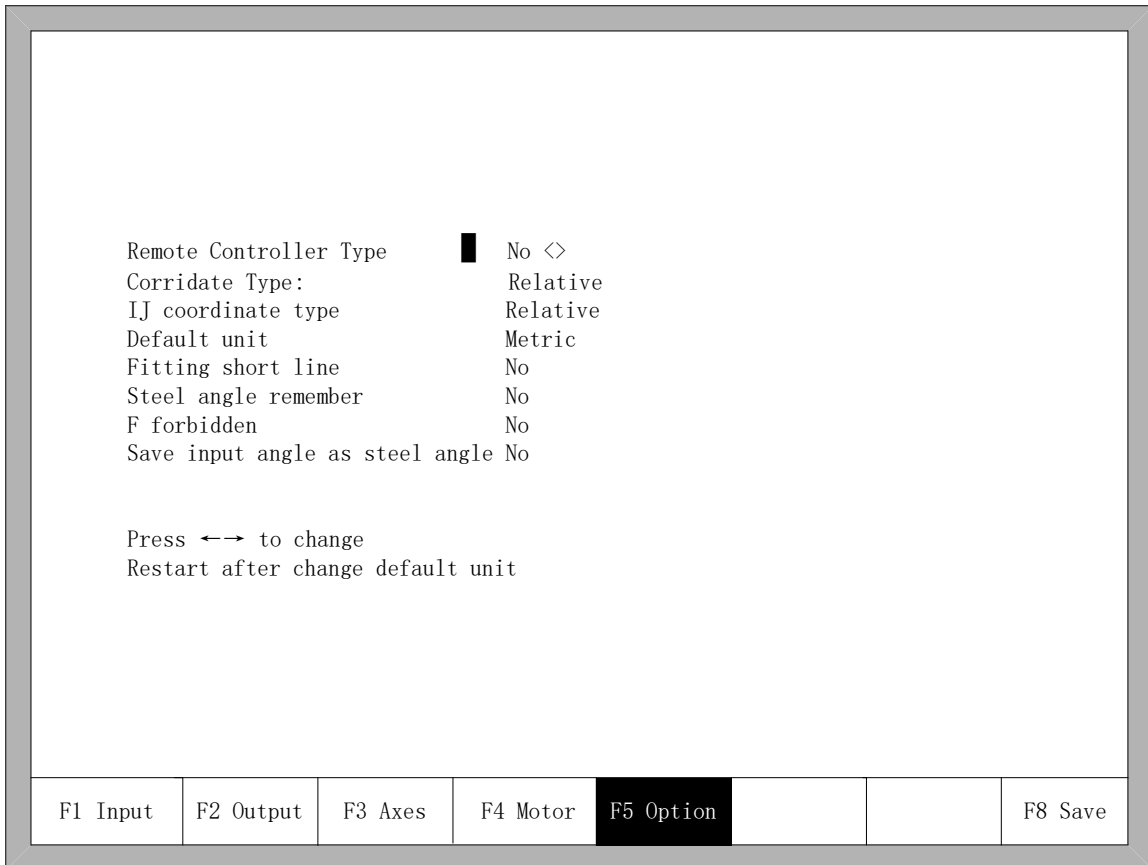 Remote Controller Type No <>
Corridate Type: Relative
IJ coordinate type Relative
Default unit Metric
Fitting short line No
Steel angle remember No
F forbidden No
Save input angle as steel angle No
Press ←→ to change
Restart after change default unit
F1 Input F2 Output F3 Axes F4 Motor F5 Option F8 Save